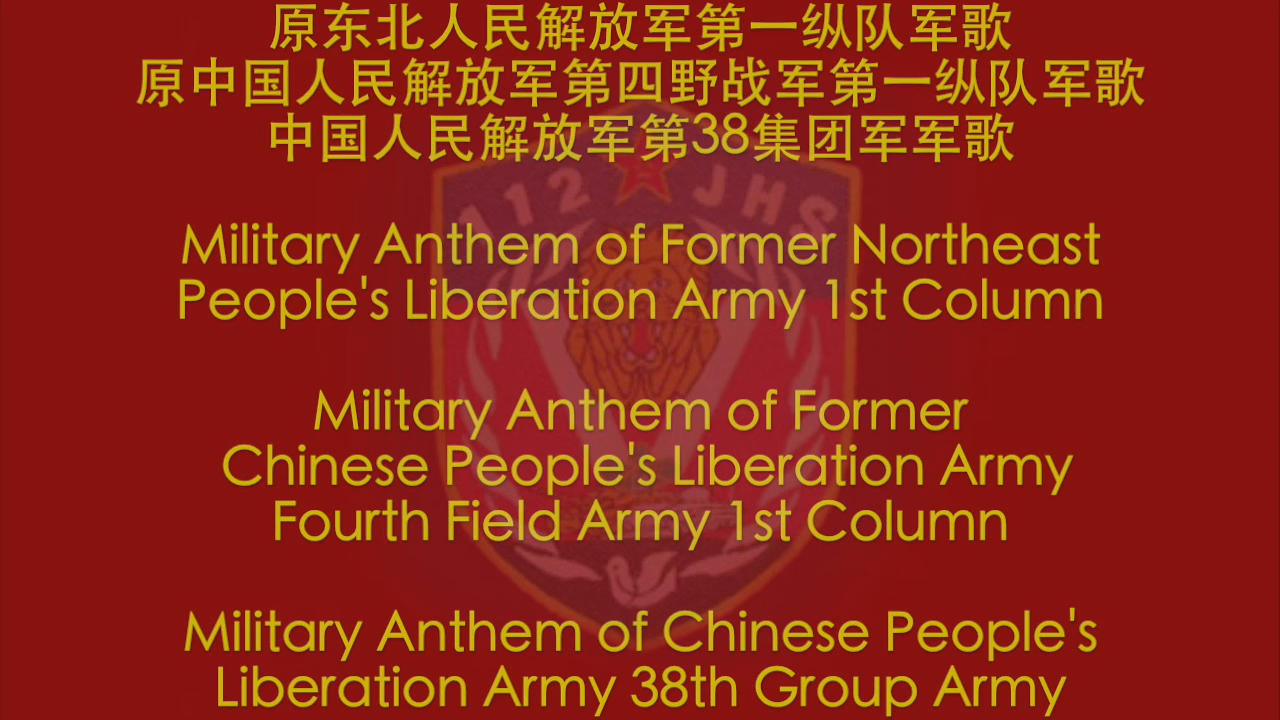 原东北人民解放军第一纵队军歌
原中国人民解放军第四野战军第一纵队军歌
中国人民解放军第38集团军军歌
112 JHS
Military Anthem of Former Northeast
People's Liberation Army 1st Column
Military Anthem of Former
Chinese People's Liberation Army
Fourth Field Army 1st Column
Military Anthem of Chinese People's
Liberation Army 38th Group Army